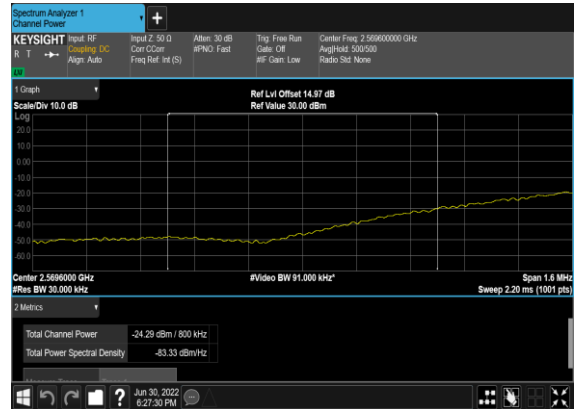 Spectrum Analyzer 1
Channel Power
+
KEYSIGHT
R T
LXI
Input: RF
Coupling: DC
Align: Auto
Input Z: 50 Ω
Corr CCorr
Freq Ref: Int (S)
Atten: 30 dB
#PNO: Fast
Trig: Free Run
Gate: Off
#IF Gain: Low
Center Freq: 2.569600000 GHz
Avg|Hold: 500/500
Radio Std: None
1 Graph
Scale/Div 10.0 dB
Ref Lvl Offset 14.97 dB
Ref Value 30.00 dBm
Log
20.0
10.0
0.00
-10.0
-20.0
-30.0
-40.0
-50.0
-60.0
Center 2.5696000 GHz
#Video BW 91.000 kHz*
Span 1.6 MHz
#Res BW 30.000 kHz
Sweep 2.20 ms (1001 pts)
2 Metrics
Total Channel Power -24.29 dBm / 800 kHz
Total Power Spectral Density -83.33 dBm/Hz
?
Jun 30, 2022
6:27:30 PM